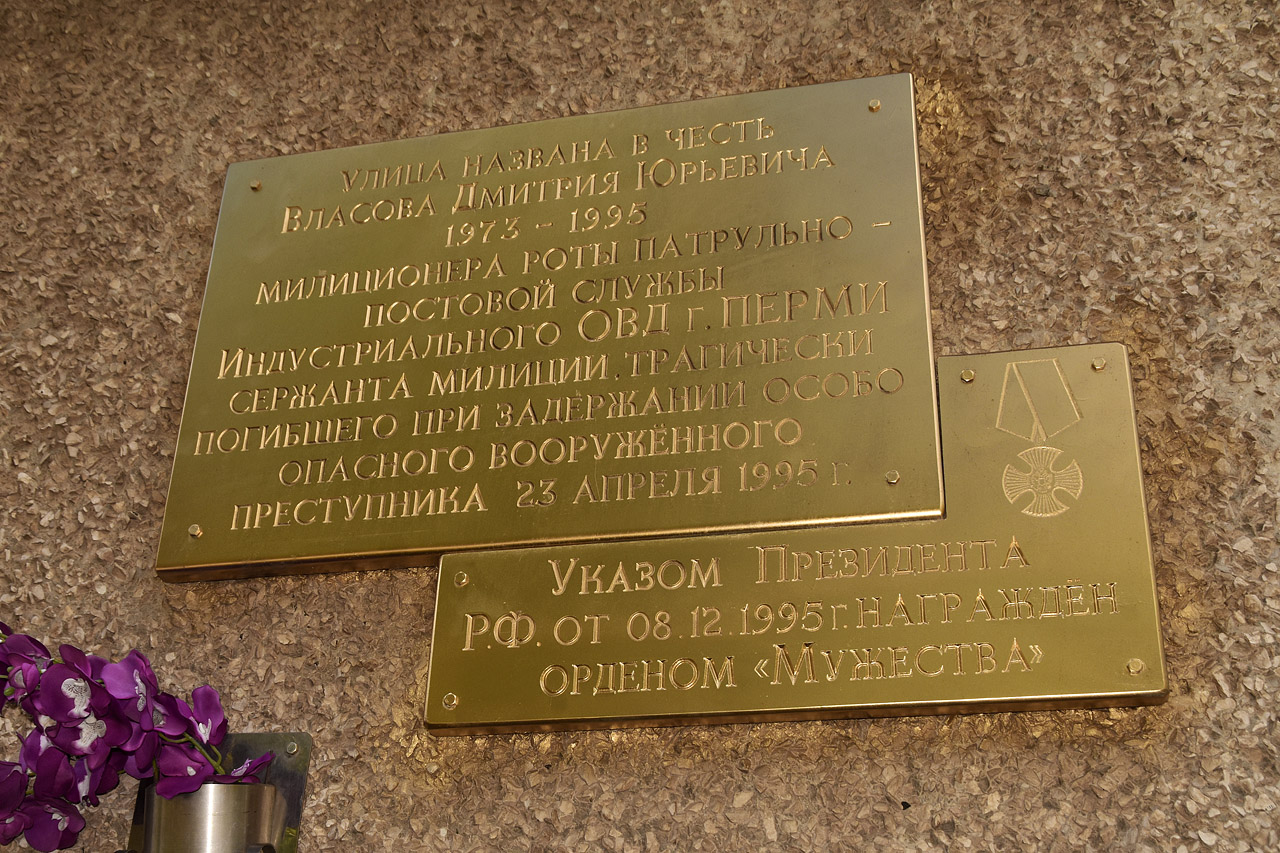 УЛИЦА НАЗВАНА В ЧЕСТЬ
ВЛАСОВА ДМИТРИЯ ЮРЬЕВИЧА
1973 – 1995
МИЛИЦИОНЕРА РОТЫ ПАТРУЛЬНО –
ПОСТОВОЙ СЛУЖБЫ
ИНДУСТРИАЛЬНОГО ОВД г. ПЕРМИ
СЕРЖАНТА МИЛИЦИИ, ТРАГИЧЕСКИ
ПОГИБШЕГО ПРИ ЗАДЕРЖАНИИ ОСОБО
ОПАСНОГО ВООРУЖЁННОГО
ПРЕСТУПНИКА 23 АПРЕЛЯ 1995 г.
УКАЗОМ ПРЕЗИДЕНТА
Р.Ф. ОТ 08.12.1995г. НАГРАЖДЁН
ОРДЕНОМ «МУЖЕСТВА»